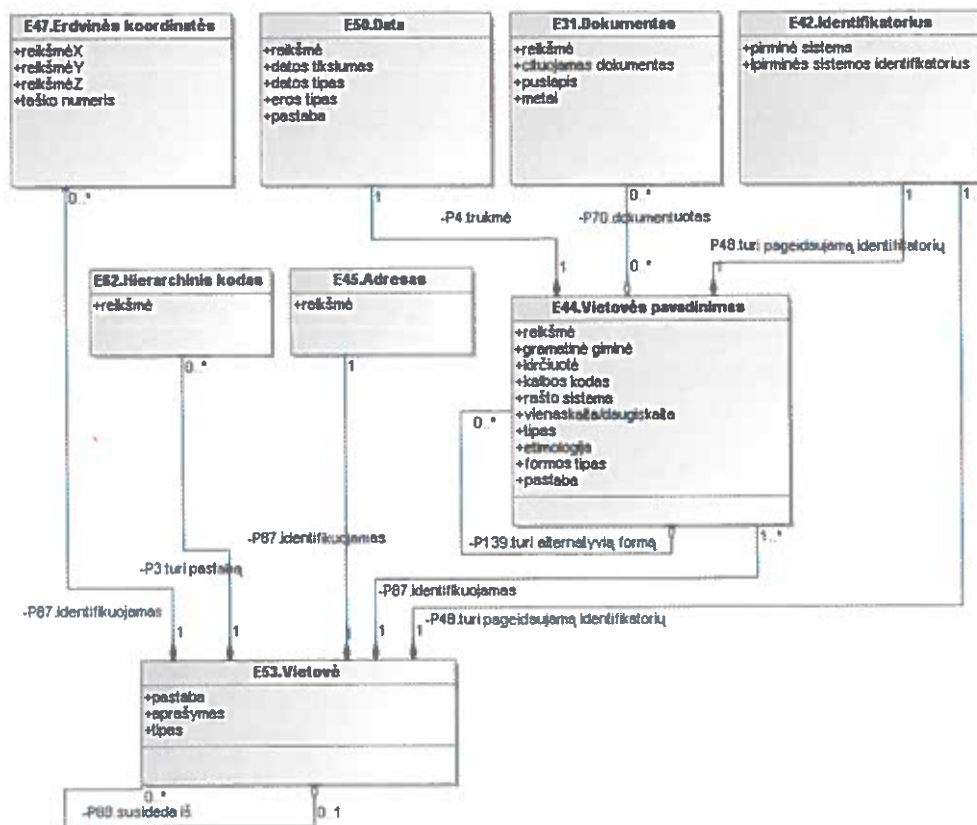 E47.Erdvinės koordinatės
+reikšmėX
+reikšmėY
+reikšmėZ
+taško numeris
E50.Data
+reikšmė
+datos tikslumas
+datos tipas
+eros tipas
+pastaba
E31.Dokumentas
+reikšmė
+cituojamas dokumentas
+puslapis
+metai
E42.Identifikatorius
+pirminė sistema
+ipirminės sistemos identifikatorius
0..*
1
0..*
1
1
-P4.trukmė
-P70.dokumentuotas
P48.turi pageidaujamą identifikatorių
1
0..*
1
E62.Hierarchinis kodas
+reikšmė
E45.Adresas
+reikšmė
E44.Vietovės pavadinimas
+reikšmė
+gramatinė giminė
+kirčiuotė
+kalbos kodas
+rašto sistema
+vienaskaita/daugiskaita
+tipas
+etimologija
+formos tipas
+pastaba
0..*
1
0..*
-P139.turi alternatyvią formą
1..*
-P87.identifikuojamas
-P3.turi pastabą
-P87.identifikuojamas
-P87.identifikuojamas
-P48.turi pageidaujamą identifikatorių
1
1
1
1
1
E53.Vietovė
+pastaba
+aprašymas
+tipas
0..*
-P89.susideda iš
0..1